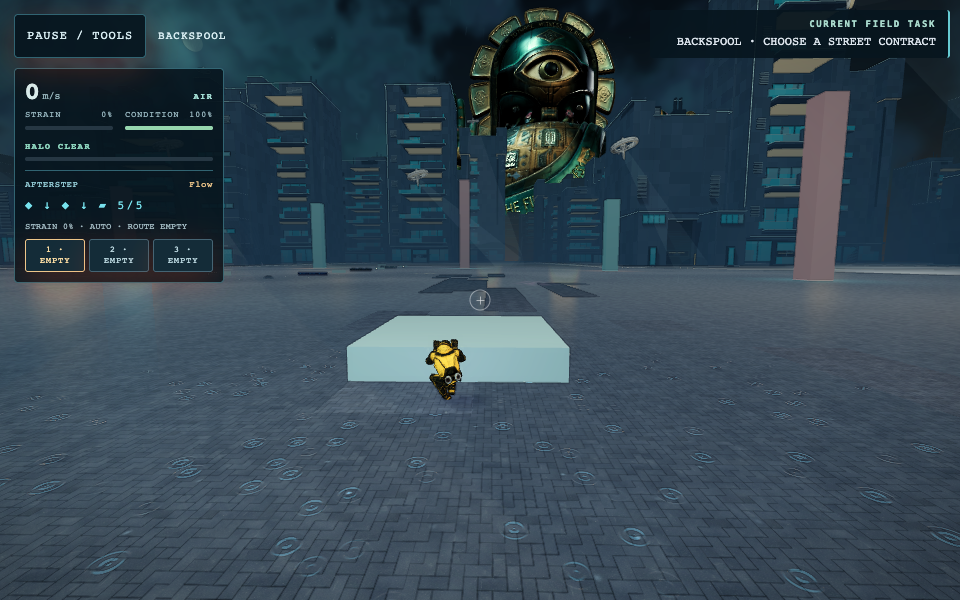 PAUSE / TOOLS
BACKSPOOL
CURRENT FIELD TASK
BACKSPOOL · CHOOSE A STREET CONTRACT
0 m/s
AIR
STRAIN 0%
CONDITION 100%
HALO CLEAR
AFTERSTEP
Flow
5/5
STRAIN 0% · AUTO · ROUTE EMPTY
1 · EMPTY
2 · EMPTY
3 · EMPTY